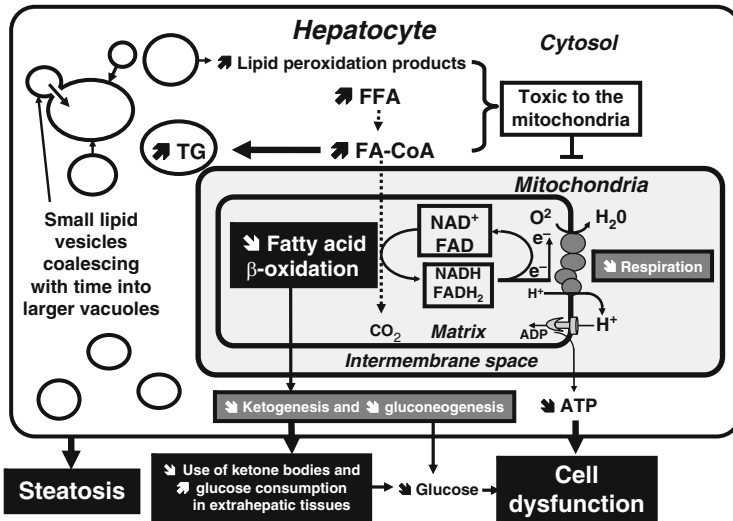 Hepatocyte
Cytosol
Lipid peroxidation products
FFA
Toxic to the
mitochondria
TG
FA-CoA
Mitochondria
Small lipid
vesicles
coalescing
with time into
larger vacuoles
Fatty acid
β-oxidation
NAD⁺
FAD
NADH
FADH₂
O²
H₂0
e⁻
e⁻
Respiration
H⁺
H⁺
ADP
CO₂
Matrix
Intermembrane space
Ketogenesis and gluconeogenesis
ATP
Steatosis
Use of ketone bodies and
glucose consumption
in extrahepatic tissues
Glucose
Cell
dysfunction